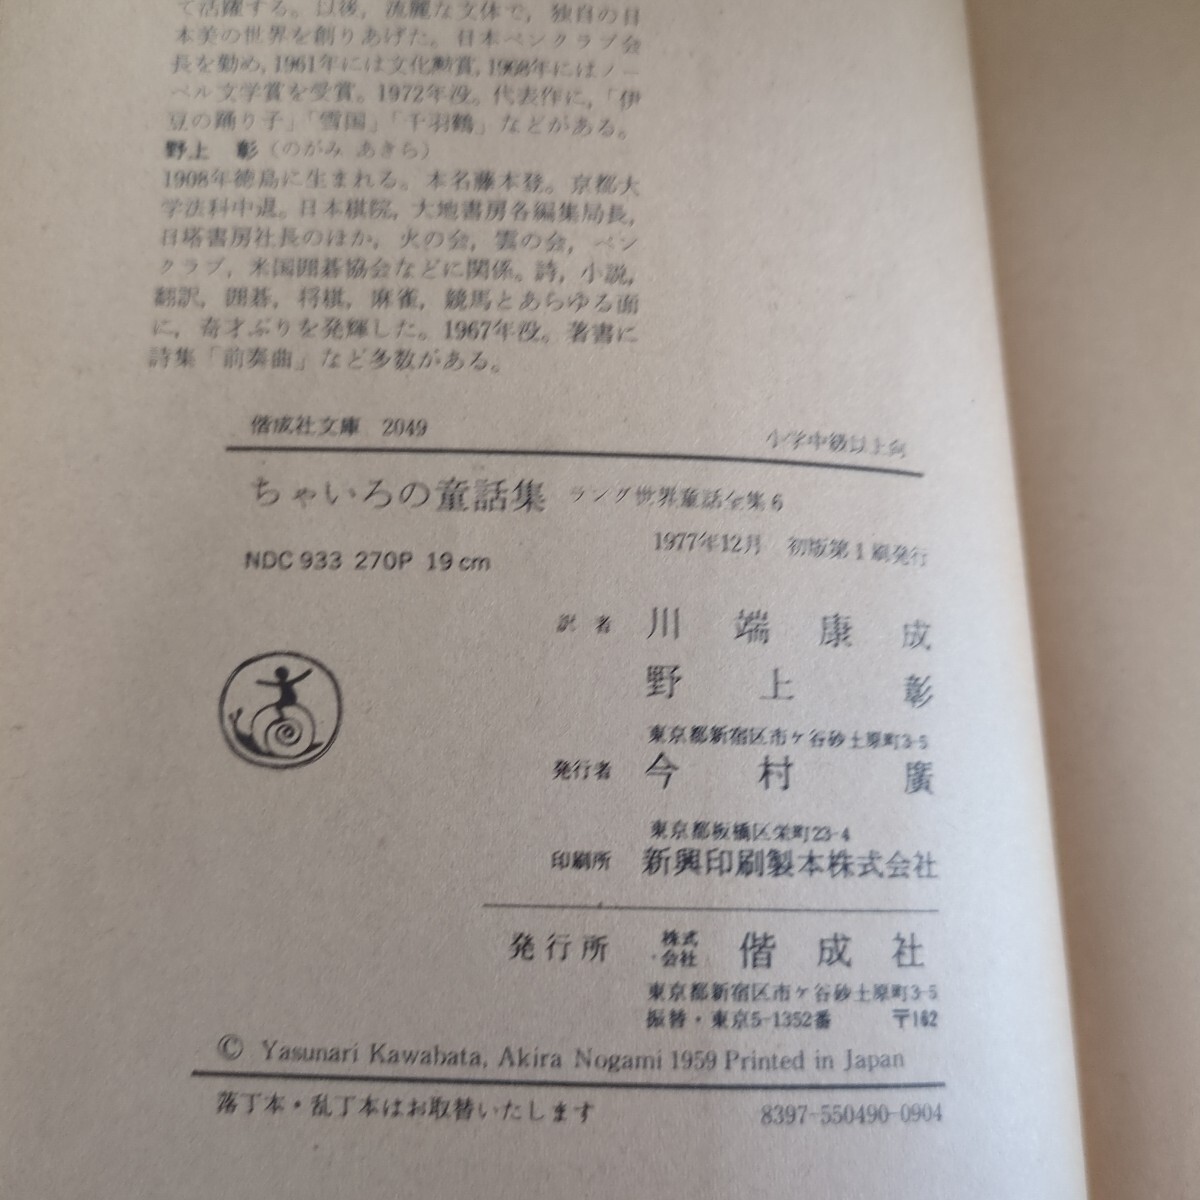 て活躍する。以後，流麗な文体で，独自の日
本美の世界を創りあげた。日本ペンクラブ会
長を勤め，1961年には文化勲賞，1968年にはノー
ベル文学賞を受賞。1972年没。代表作に，「伊
豆の踊り子」「雪国」「千羽鶴」などがある。
野上　彰（のがみ あきら）
1908年徳島に生まれる。本名藤本登。京都大
学法科中退。日本棋院，大地書房各編集局長，
日塔書房社長のほか，火の会，雲の会，ペン
クラブ，米国囲碁協会などに関係。詩，小説，
翻訳，囲碁，将棋，麻雀，競馬とあらゆる面
に，奇才ぶりを発輝した。1967年没。著書に
詩集「前奏曲」など多数がある。
偕成社文庫　2049　小学中級以上向
ちゃいろの童話集　ラング世界童話全集6
NDC 933 270P 19cm　1977年12月　初版第1刷発行
訳者　川端康成
野上彰
東京都新宿区市ヶ谷砂土原町3-5
発行者　今村廣
東京都板橋区栄町23-4
印刷所　新興印刷製本株式会社
発行所　株式会社　偕成社
東京都新宿区市ヶ谷砂土原町3-5
振替・東京5-1352番　〒162
© Yasunari Kawabata, Akira Nogami 1959 Printed in Japan
落丁本・乱丁本はお取替いたします　8397-550490-0904